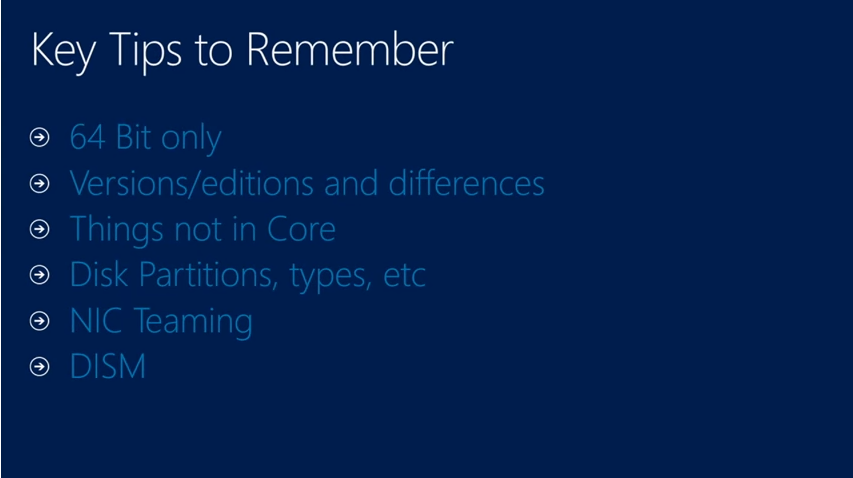 Key Tips to Remember
64 Bit only
Versions/editions and differences
Things not in Core
Disk Partitions, types, etc
NIC Teaming
DISM